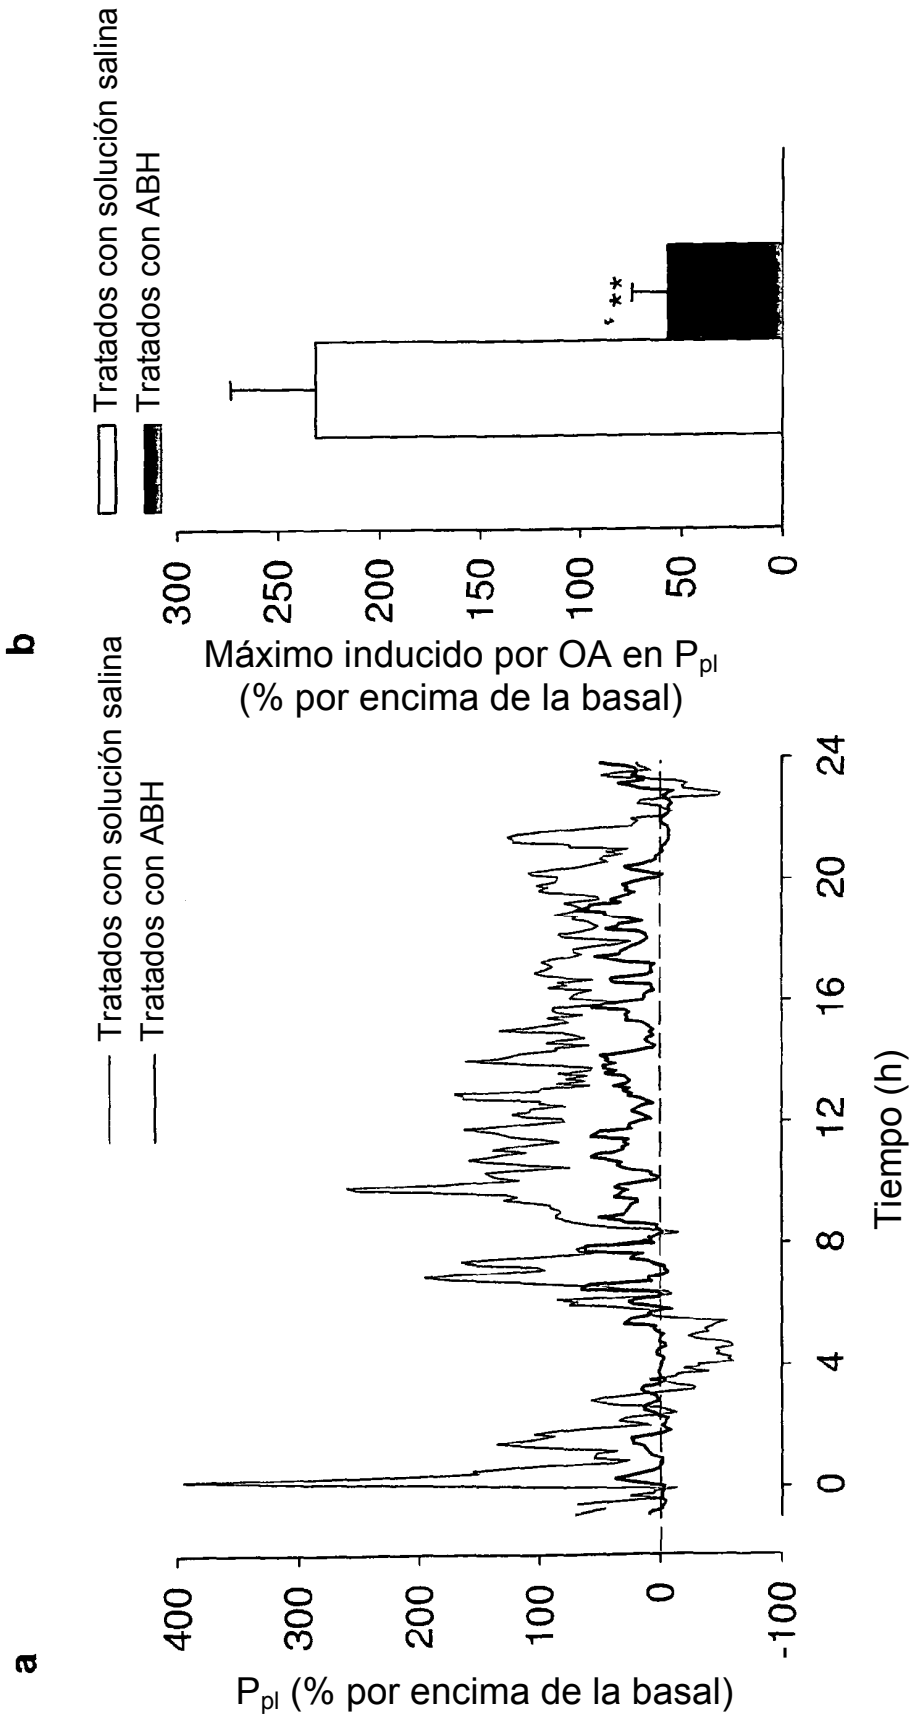 a
Tratados con solución salina
Tratados con ABH
400
300
200
100
0
-100
P_pl (% por encima de la basal)
0
4
8
12
16
20
24
Tiempo (h)
b
Tratados con solución salina
Tratados con ABH
300
250
200
150
100
50
0
Máximo inducido por OA en P_pl
(% por encima de la basal)
**